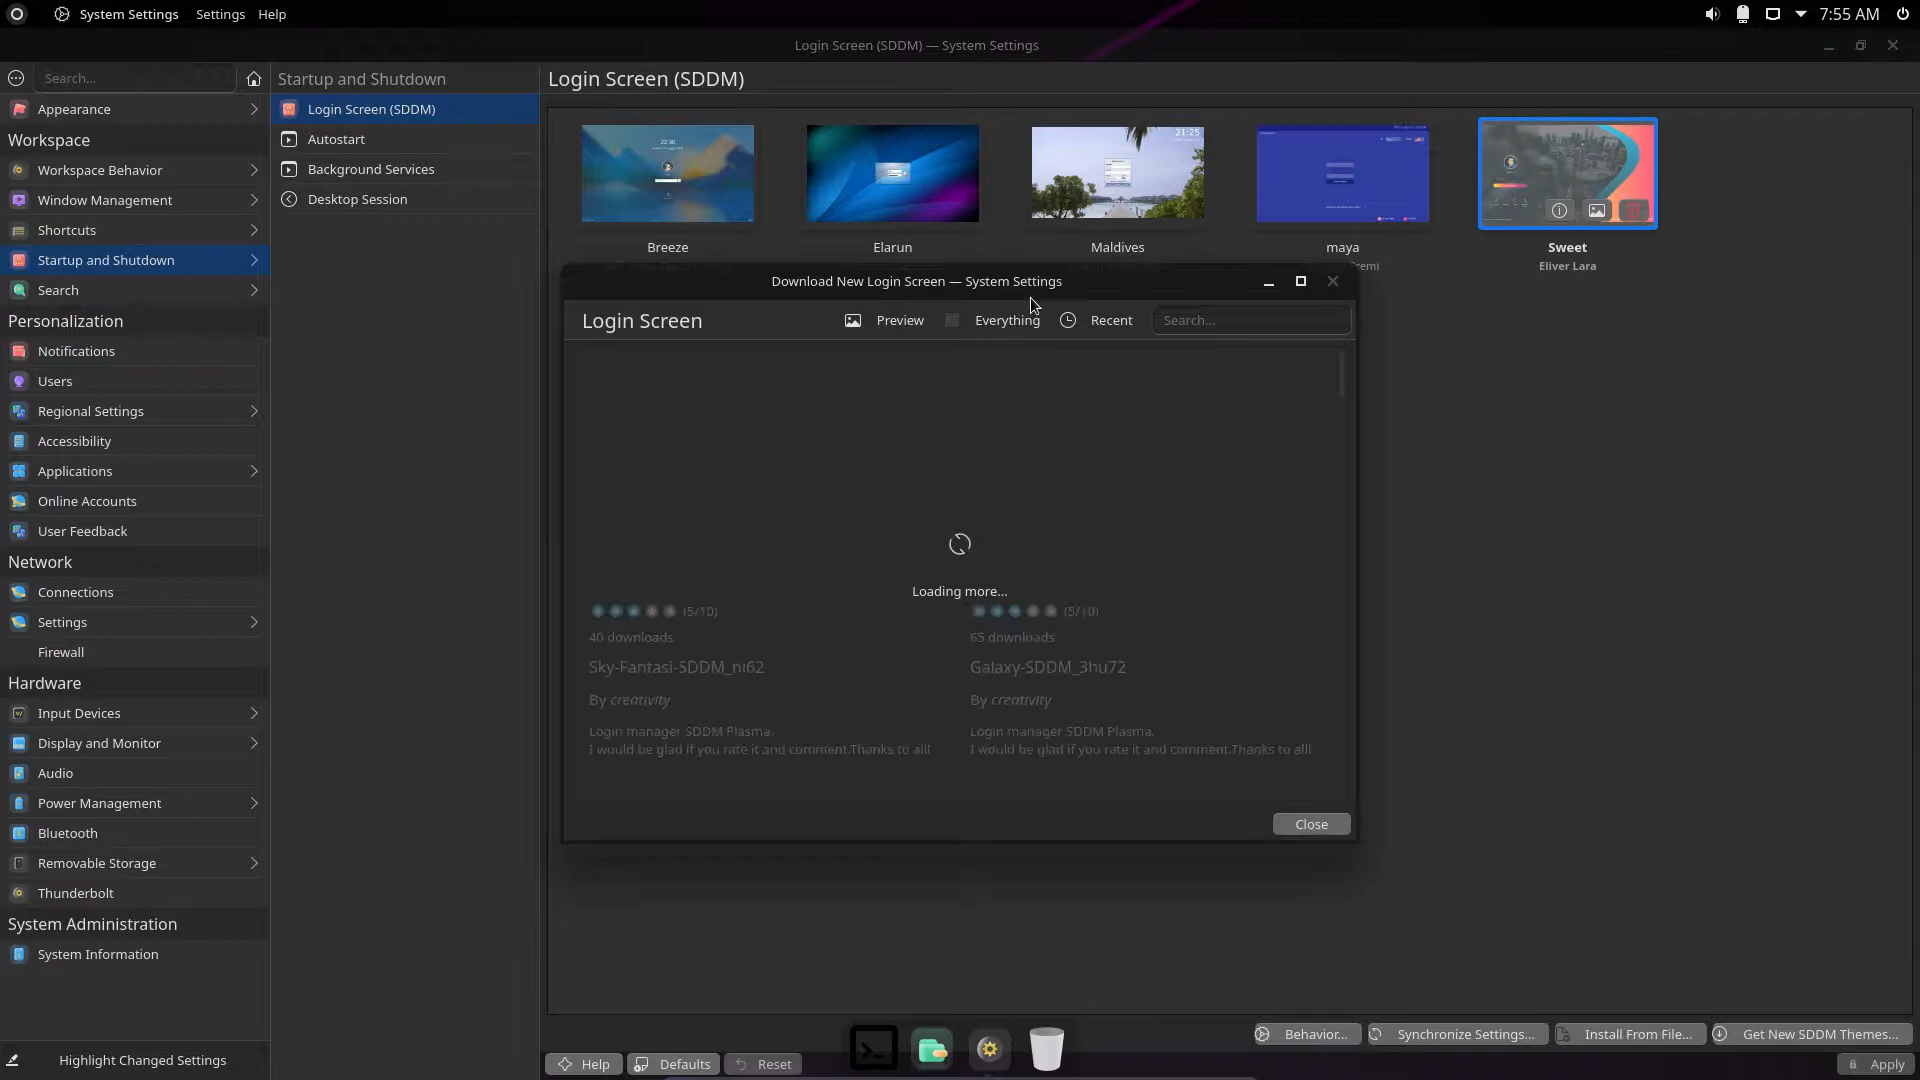 System Settings Settings Help 7:55 AM
Login Screen (SDDM) — System Settings
Search...
Startup and Shutdown
Login Screen (SDDM)
Appearance
Workspace
Workspace Behavior
Window Management
Shortcuts
Startup and Shutdown
Search
Personalization
Notifications
Users
Regional Settings
Accessibility
Applications
Online Accounts
User Feedback
Network
Connections
Settings
Firewall
Hardware
Input Devices
Display and Monitor
Audio
Power Management
Bluetooth
Removable Storage
Thunderbolt
System Administration
System Information
Highlight Changed Settings
Login Screen (SDDM)
Autostart
Background Services
Desktop Session
22:30
21:25
Breeze
Elarun
Maldives
maya
Sweet
Eliver Lara
Download New Login Screen — System Settings
Login Screen
Preview
Everything
Recent
Search...
Loading more...
(5/10)
40 downloads
Sky-Fantasi-SDDM_nt62
By creativity
Login manager SDDM Plasma.
I would be glad if you rate it and comment.Thanks to all!
(5/10)
65 downloads
Galaxy-SDDM_3hu72
By creativity
Login manager SDDM Plasma.
I would be glad if you rate it and comment.Thanks to all!
Close
Behavior...
Synchronize Settings...
Install From File...
Get New SDDM Themes...
Help
Defaults
Reset
Apply